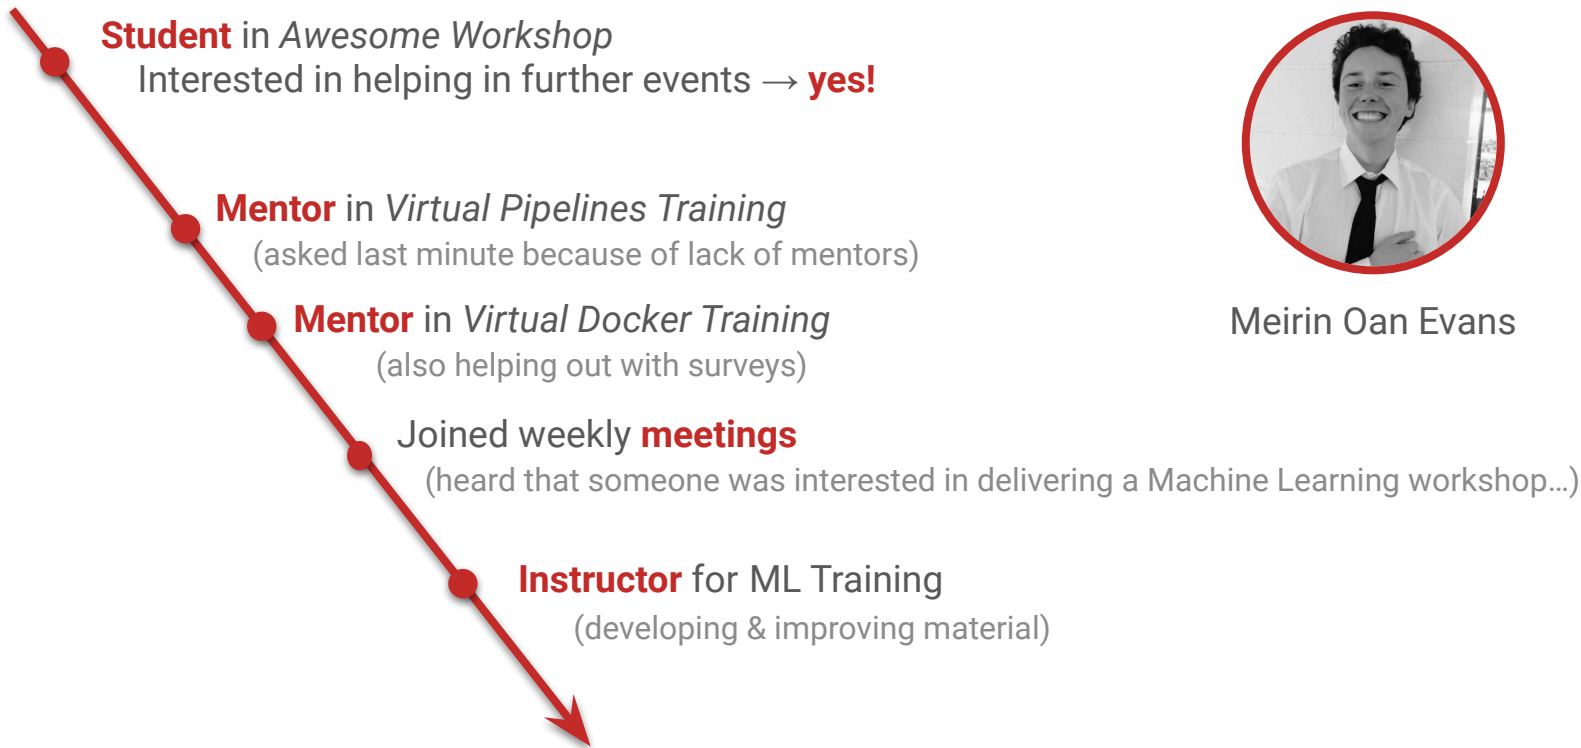 Student in Awesome Workshop
Interested in helping in further events → yes!
Mentor in Virtual Pipelines Training
(asked last minute because of lack of mentors)
Mentor in Virtual Docker Training
(also helping out with surveys)
Joined weekly meetings
(heard that someone was interested in delivering a Machine Learning workshop…)
Instructor for ML Training
(developing & improving material)
Meirin Oan Evans